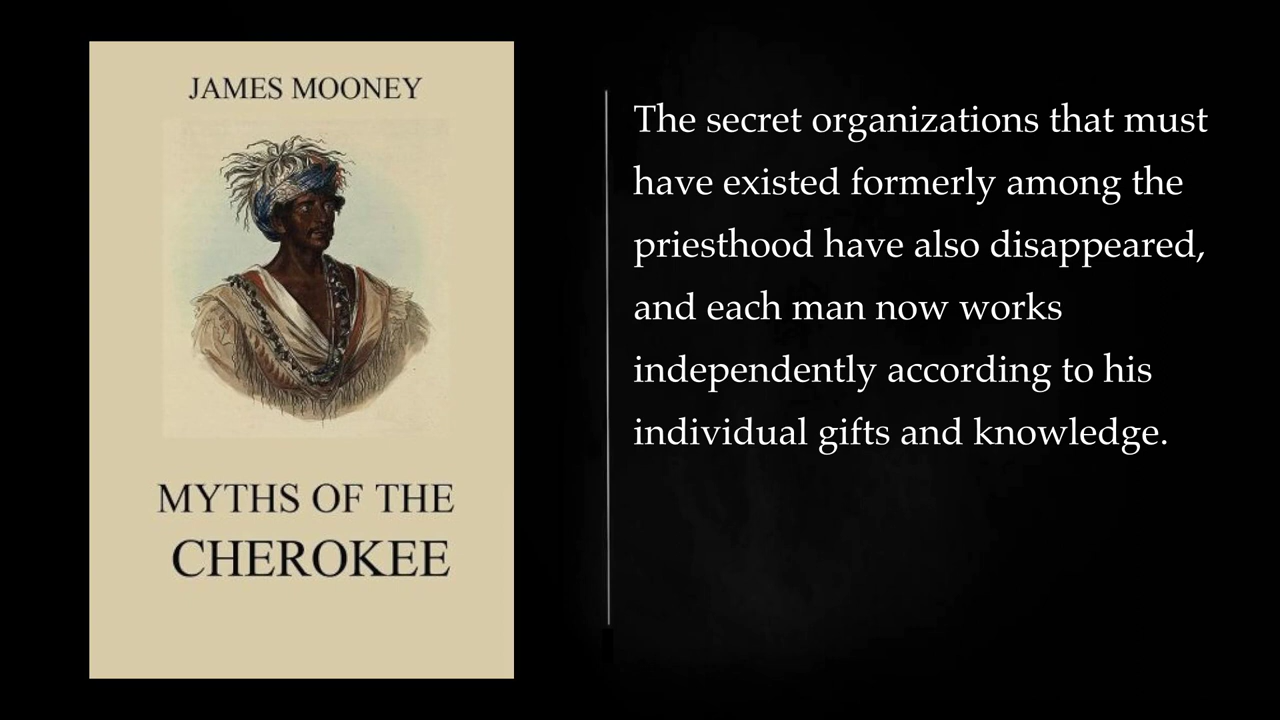 JAMES MOONEY
MYTHS OF THE
CHEROKEE
The secret organizations that must
have existed formerly among the
priesthood have also disappeared,
and each man now works
independently according to his
individual gifts and knowledge.